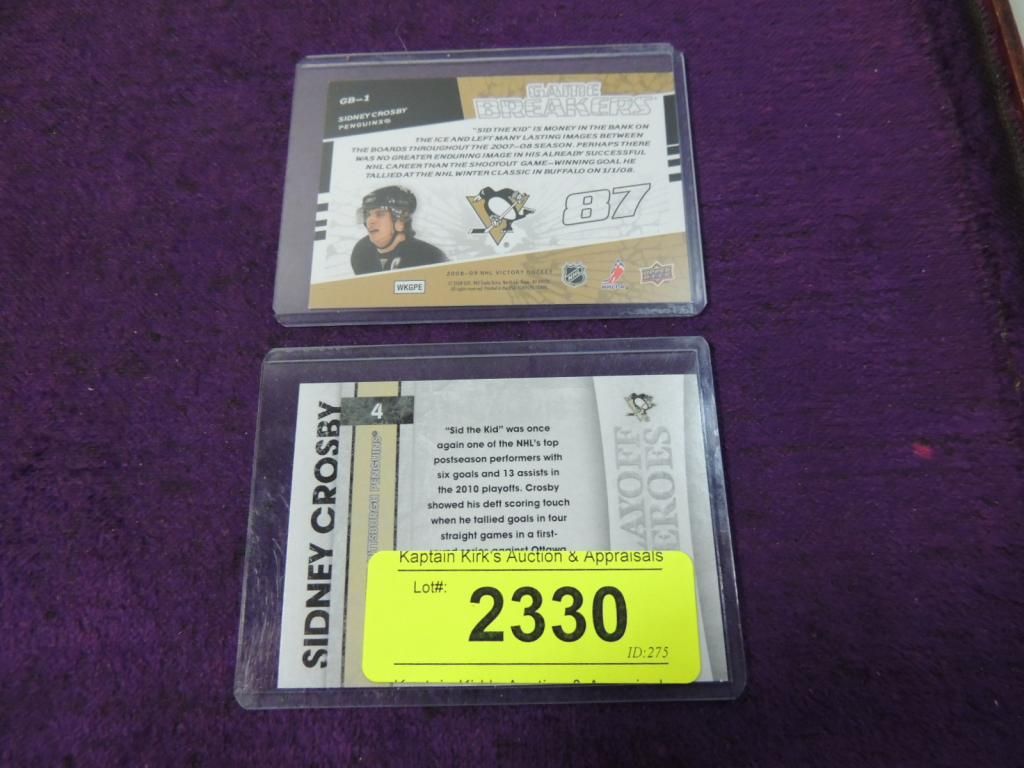 GB-1
SIDNEY CROSBY
PENGUINS®
GAME
BREAKERS
"SID THE KID" IS MONEY IN THE BANK ON
THE ICE AND LEFT MANY LASTING IMAGES BETWEEN
THE BOARDS THROUGHOUT THE 2007-08 SEASON. PERHAPS THERE
WAS NO GREATER ENDURING IMAGE IN HIS ALREADY SUCCESSFUL
NHL CAREER THAN THE SHOOTOUT GAME-WINNING GOAL HE
TALLIED AT THE NHL WINTER CLASSIC IN BUFFALO ON 1/1/08.
87
2008-09 NHL VICTORY HOCKEY
WKGPE
SIDNEY CROSBY
4
PITTSBURGH PENGUINS®
"Sid the Kid" was once
again one of the NHL's top
postseason performers with
six goals and 13 assists in
the 2010 playoffs. Crosby
showed his deft scoring touch
when he tallied goals in four
straight games in a first-
round series against Ottawa
AYOFF
EROES
Kaptain Kirk's Auction & Appraisals
Lot#:
2330
ID:275